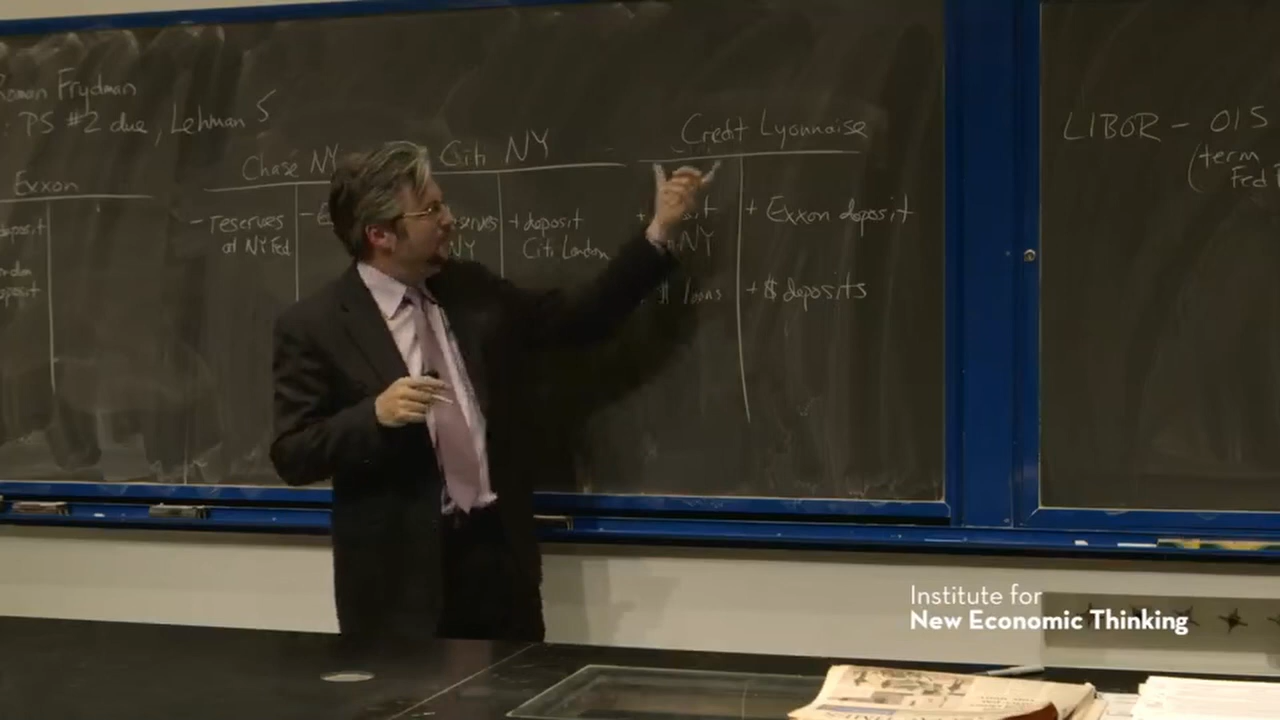 Roman Frydman
: PS #2 due, Lehman 5
Exxon
deposit
deposit
Chase NY
- reserves
at NY Fed
Citi NY
NY
+ deposit
Citi London
Credit Lyonnaise
NY
$ loans
+ Exxon deposit
+ $ deposits
LIBOR - OIS
(term
Fed
Institute for
New Economic Thinking